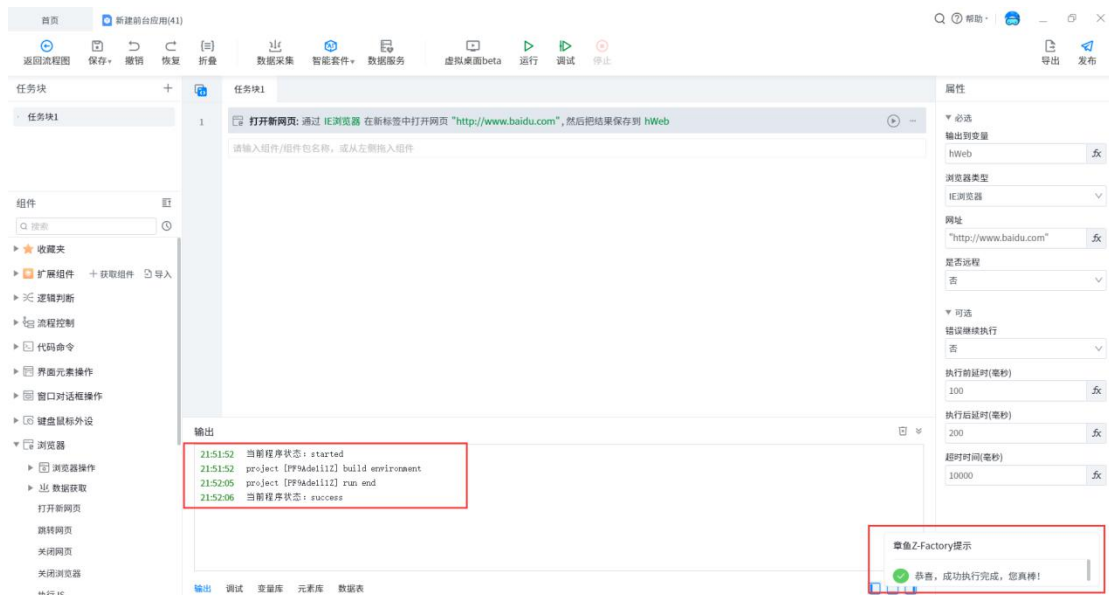 首页
新建前台应用(41)
帮助
返回流程图 保存 撤销 恢复 折叠 数据采集 智能套件 数据服务 虚拟桌面beta 运行 调试 停止 导出 发布
任务块
任务块1
组件
搜索
收藏夹
扩展组件 +获取组件 导入
逻辑判断
流程控制
代码命令
界面元素操作
窗口对话框操作
键盘鼠标外设
浏览器
浏览器操作
数据获取
打开新网页
跳转网页
关闭网页
关闭浏览器
执行JS
任务块1
1 打开新网页: 通过 IE浏览器 在新标签中打开网页 "http://www.baidu.com", 然后把结果保存到 hWeb
请输入组件/组件包名称，或从左侧拖入组件
输出
21:51:52 当前程序状态：started
21:51:52 project [PF9Ade1i1Z] build environment
21:52:05 project [PF9Ade1i1Z] run end
21:52:06 当前程序状态：success
输出 调试 变量库 元素库 数据表
属性
必选
输出到变量
hWeb fx
浏览器类型
IE浏览器
网址
"http://www.baidu.com" fx
是否远程
否
可选
错误继续执行
否
执行前延时(毫秒)
100 fx
执行后延时(毫秒)
200 fx
超时时间(毫秒)
10000 fx
章鱼Z-Factory提示
恭喜，成功执行完成，您真棒！